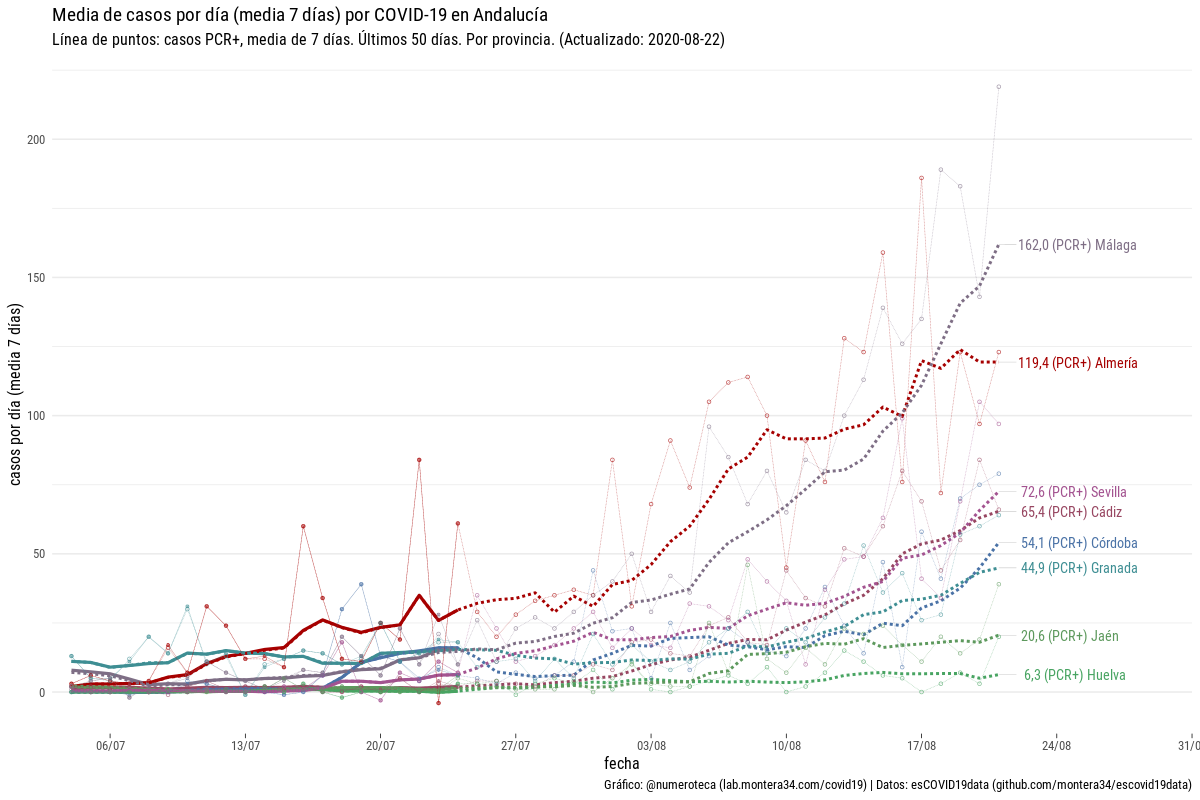 Media de casos por día (media 7 días) por COVID-19 en Andalucía
Línea de puntos: casos PCR+, media de 7 días. Últimos 50 días. Por provincia. (Actualizado: 2020-08-22)
casos por día (media 7 días)
200
150
100
50
0
162,0 (PCR+) Málaga
119,4 (PCR+) Almería
72,6 (PCR+) Sevilla
65,4 (PCR+) Cádiz
54,1 (PCR+) Córdoba
44,9 (PCR+) Granada
20,6 (PCR+) Jaén
6,3 (PCR+) Huelva
06/07 13/07 20/07 27/07 03/08 10/08 17/08 24/08 31/0
fecha
Gráfico: @numeroteca (lab.montera34.com/covid19) | Datos: esCOVID19data (github.com/montera34/escovid19data)